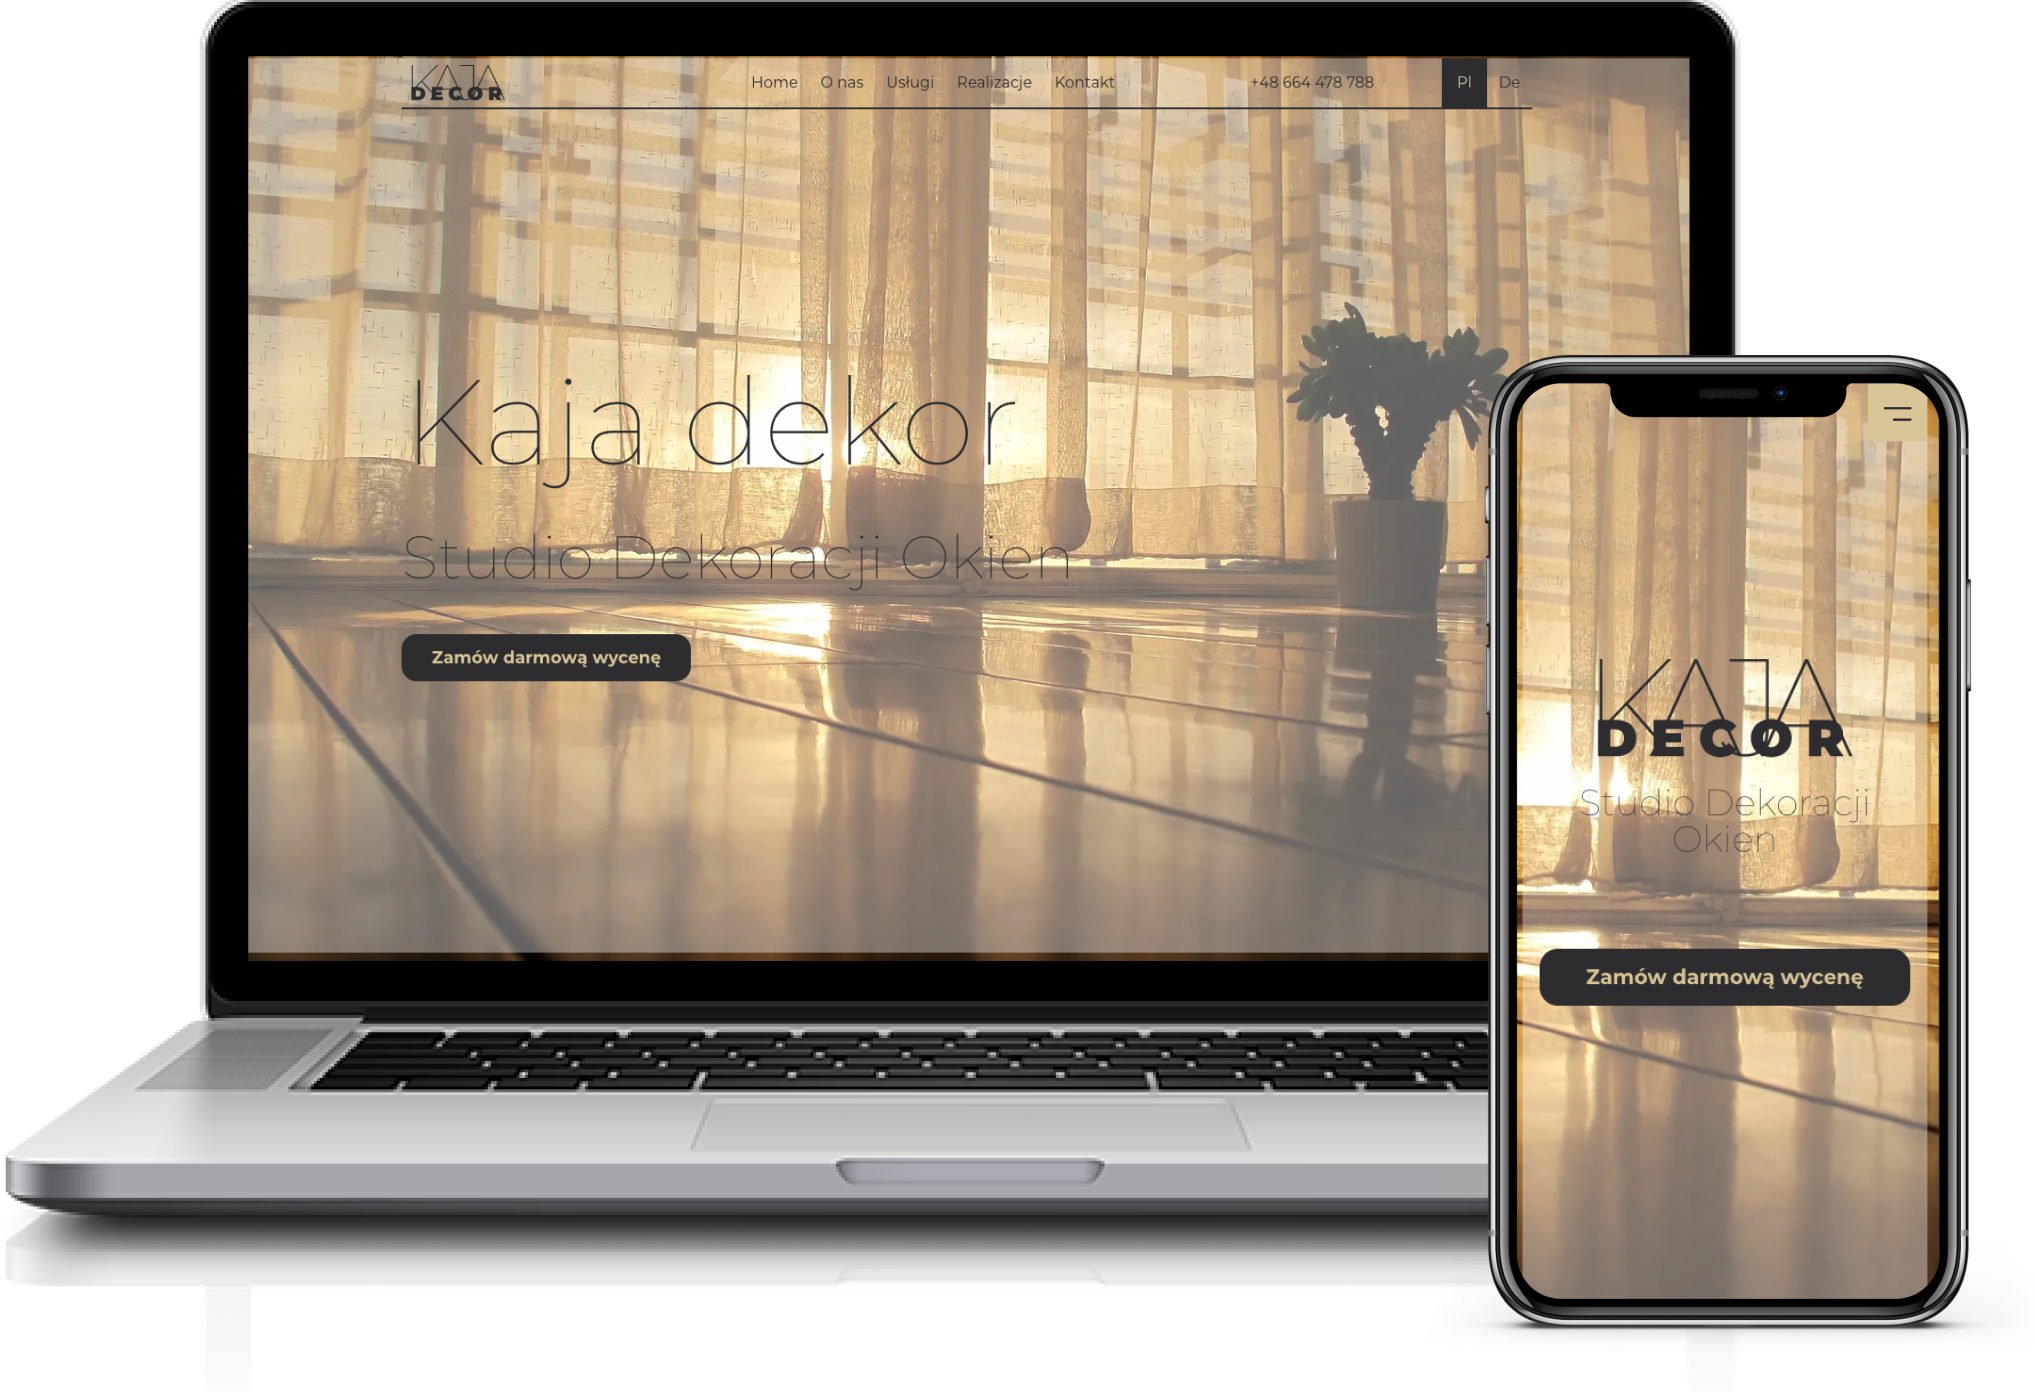 KAJA
DECOR
Home O nas Usługi Realizacje Kontakt +48 664 478 788 Pl De
Kaja dekor
Studio Dekoracji Okien
Zamów darmową wycenę
KAJA
DECOR
Studio Dekoracji
Okien
Zamów darmową wycenę